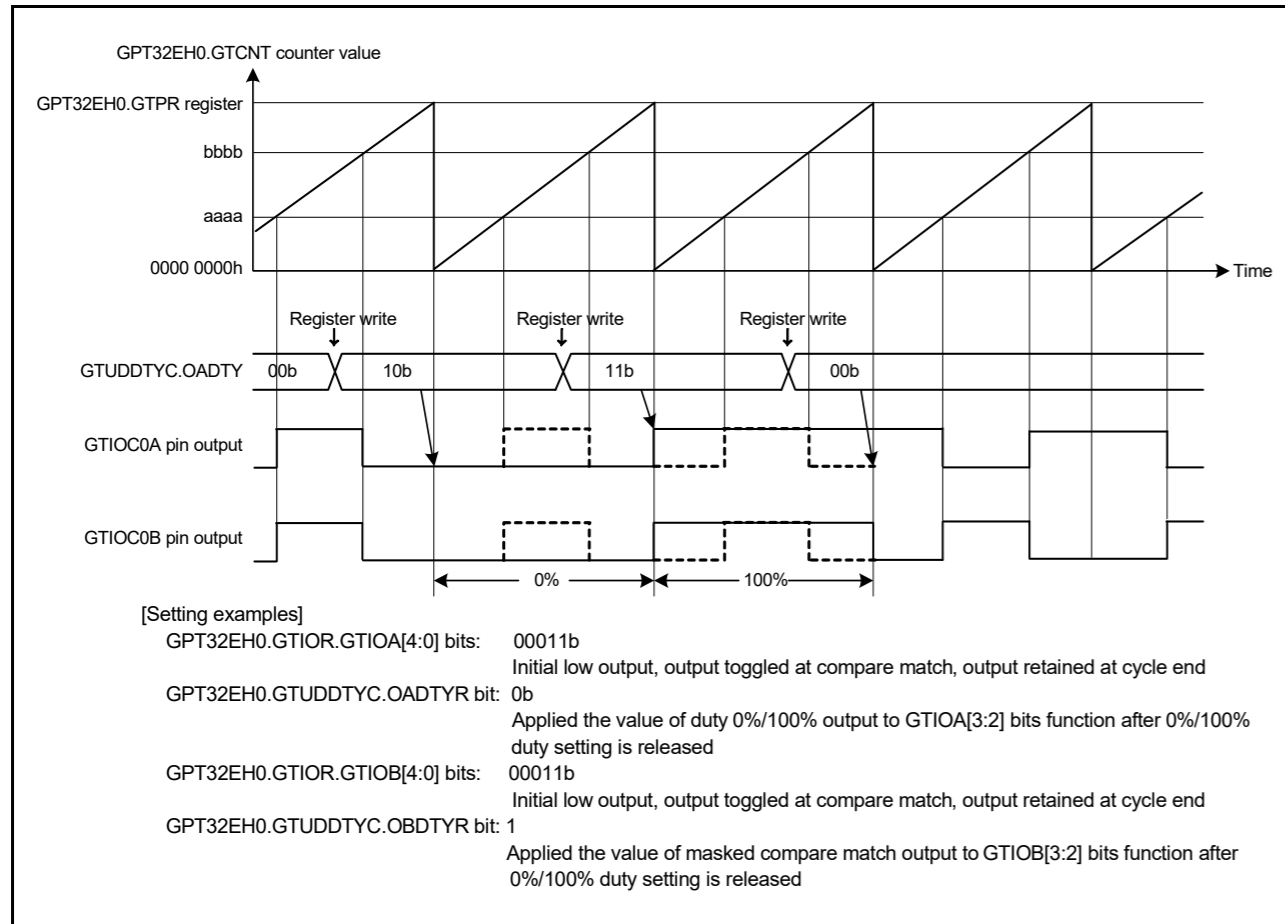 GPT32EH0.GTCNT counter value
GPT32EH0.GTPR register
bbbb
aaaa
0000 0000h
Time
Register write Register write Register write
GTUDDTYC.OADTY 00b 10b 11b 00b
GTIOC0A pin output
GTIOC0B pin output
0% 100%
[Setting examples]
GPT32EH0.GTIOR.GTIOA[4:0] bits: 00011b
Initial low output, output toggled at compare match, output retained at cycle end
GPT32EH0.GTUDDTYC.OADTYR bit: 0b
Applied the value of duty 0%/100% output to GTIOA[3:2] bits function after 0%/100%
duty setting is released
GPT32EH0.GTIOR.GTIOB[4:0] bits: 00011b
Initial low output, output toggled at compare match, output retained at cycle end
GPT32EH0.GTUDDTYC.OBDTYR bit: 1
Applied the value of masked compare match output to GTIOB[3:2] bits function after
0%/100% duty setting is released